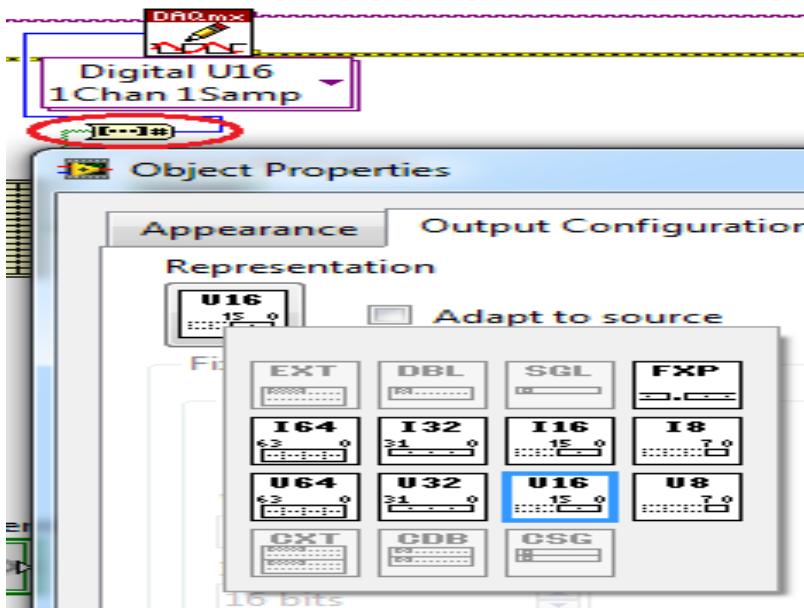 DAQmx
Digital U16
1Chan 1Samp
[...]#
Object Properties
Appearance
Output Configuration
Representation
U16
15 0
Adapt to source
EXT DBL SGL FXP
I64 I32 I16 I8
63 0 31 0 15 0 7 0
U64 U32 U16 U8
63 0 31 0 15 0 7 0
CXT CDB CSG
16 bits